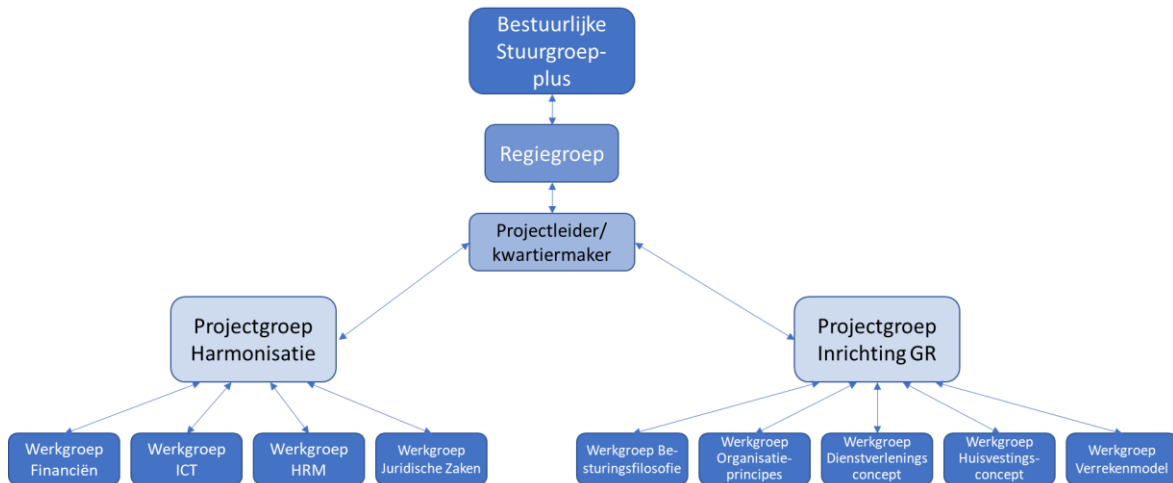 Bestuurlijke
Stuurgroep-
plus
Regiegroep
Projectleider/
kwartiermaker
Projectgroep
Harmonisatie
Projectgroep
Inrichting GR
Werkgroep
Financiën
Werkgroep
ICT
Werkgroep
HRM
Werkgroep
Juridische Zaken
Werkgroep Be-
sturingsfilosofie
Werkgroep
Organisatie-
principes
Werkgroep
Dienstverlenings
concept
Werkgroep
Huisvestings-
concept
Werkgroep
Verrekenmodel